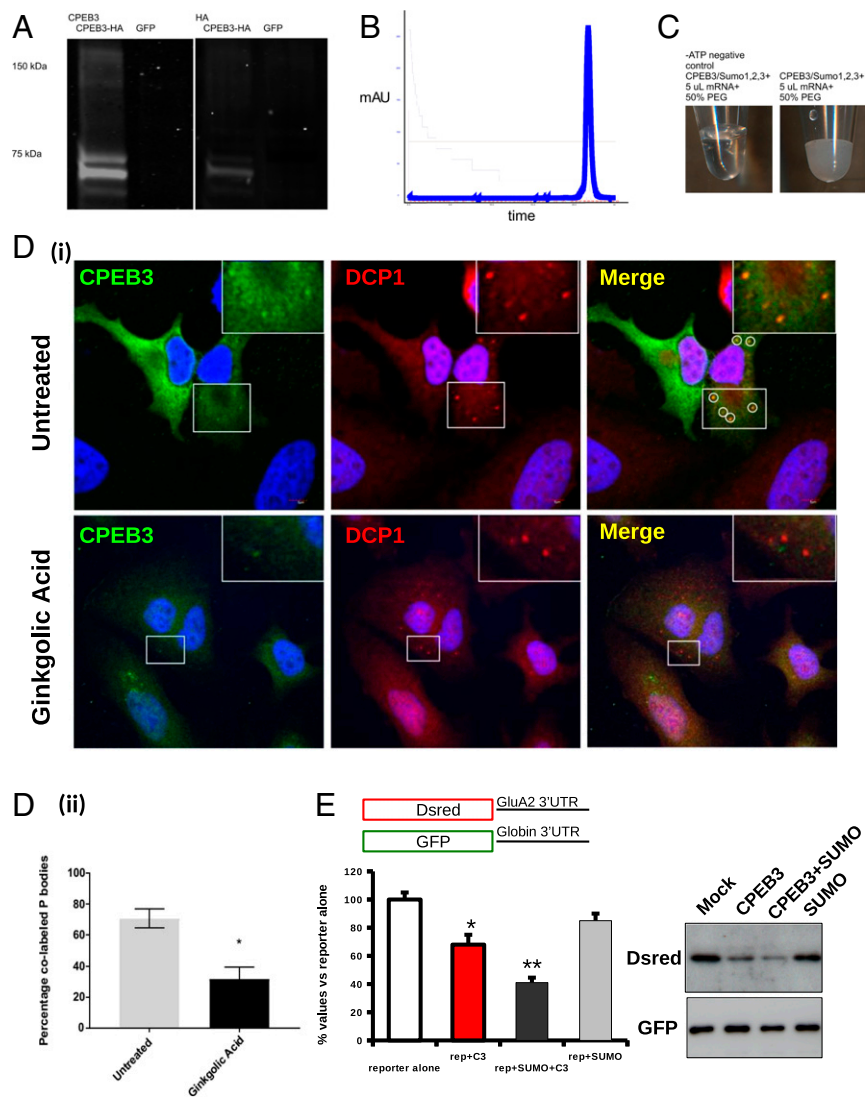 A
CPEB3
CPEB3-HA
GFP
HA
CPEB3-HA
GFP
150 kDa
75 kDa
B
mAU
time
C
-ATP negative
control
CPEB3/Sumo1,2,3+
5 uL mRNA+
50% PEG
CPEB3/Sumo1,2,3+
5 uL mRNA+
50% PEG
D (i)
CPEB3
DCP1
Merge
Untreated
CPEB3
DCP1
Merge
Ginkgolic Acid
D (ii)
Percentage co-labeled P bodies
100
80
60
40
20
0
*
Untreated
Ginkgolic Acid
E
Dsred
GluA2 3'UTR
GFP
Globin 3'UTR
% values vs reporter alone
120
100
80
60
40
20
0
*
**
reporter alone
rep+C3
rep+SUMO+C3
rep+SUMO
Mock
CPEB3
CPEB3+SUMO
SUMO
Dsred
GFP